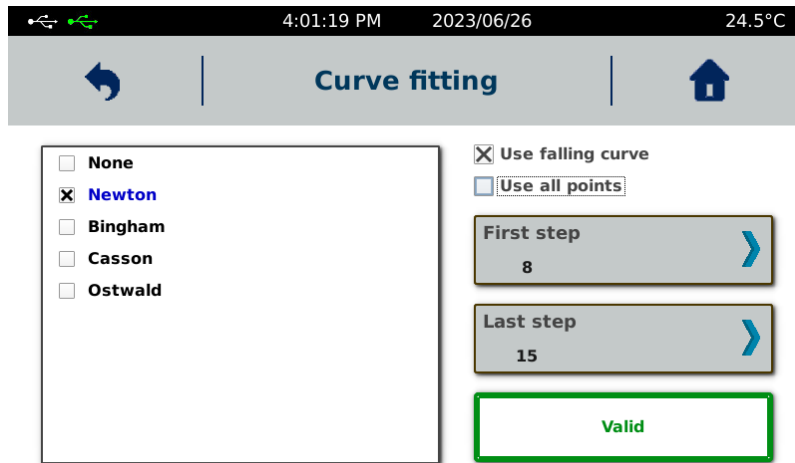 4:01:19 PM 2023/06/26 24.5°C
Curve fitting
None
Newton
Bingham
Casson
Ostwald
Use falling curve
Use all points
First step
8
Last step
15
Valid